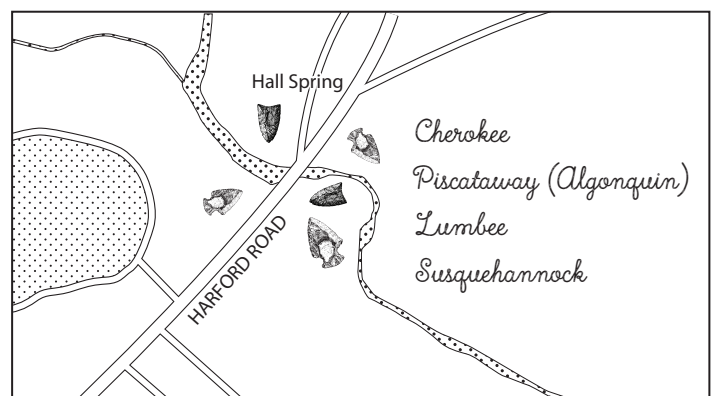 Hall Spring
Cherokee
Piscataway (Algonquin)
Lumbee
Susquehannock
HARFORD ROAD